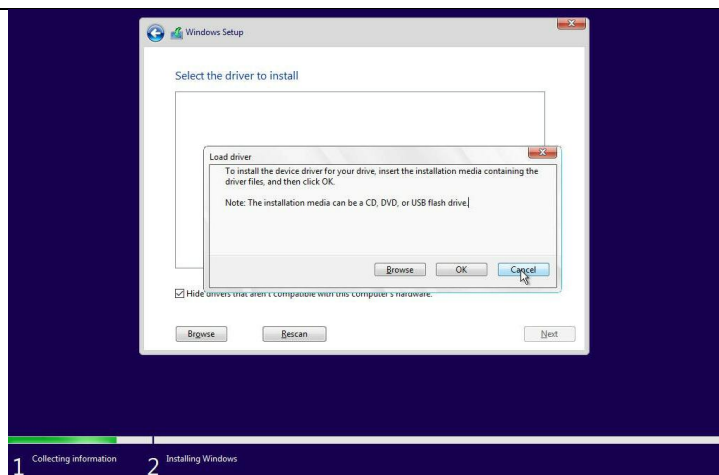 Windows Setup
Select the driver to install
Load driver
To install the device driver for your drive, insert the installation media containing the
driver files, and then click OK.
Note: The installation media can be a CD, DVD, or USB flash drive.
Browse OK Cancel
Hide drivers that aren't compatible with this computer's hardware.
Browse Rescan Next
1 Collecting information 2 Installing Windows